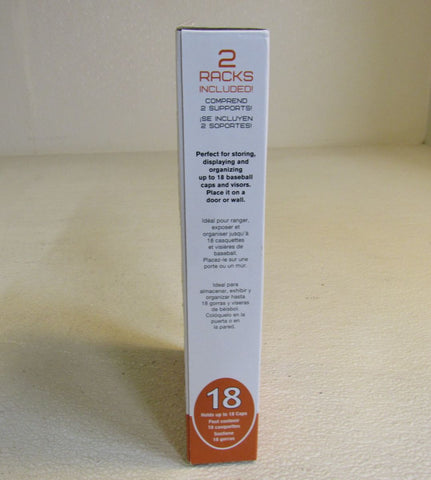 2
RACKS
INCLUDED!
COMPREND
2 SUPPORTS!
¡SE INCLUYEN
2 SOPORTES!
Perfect for storing,
displaying and
organizing
up to 18 baseball
caps and visors.
Place it on a
door or wall.
Idéal pour ranger,
exposer et
organiser jusqu'à
18 casquettes
et visières de
baseball.
Placez-le sur une
porte ou un mur.
Ideal para
almacenar, exhibir y
organizar hasta
18 gorras y viseras
de béisbol.
Colóquelo en la
puerta o en
la pared.
18
Holds up to 18 Caps
Peut contenir
18 casquettes
Sostiene
18 gorras